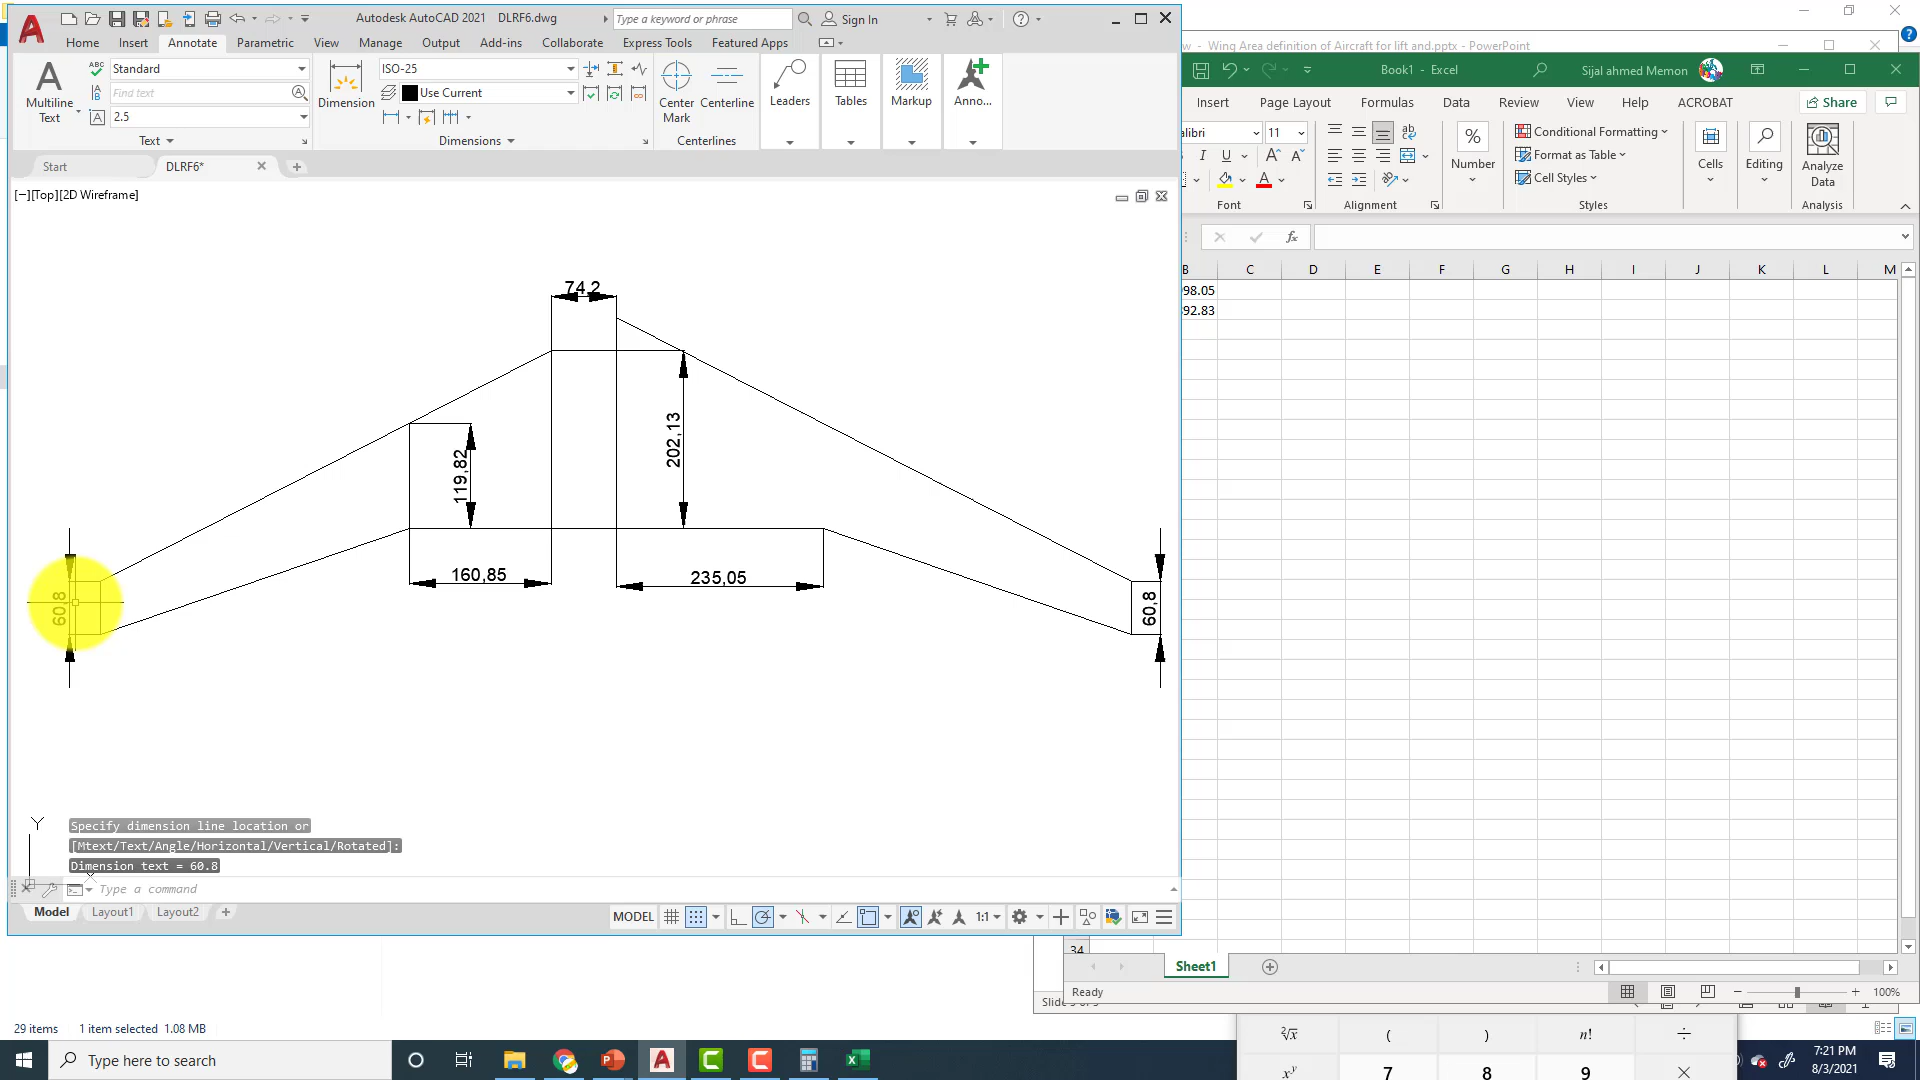 Autodesk AutoCAD 2021 DLRF6.dwg
Type a keyword or phrase
Sign In
Home Insert Annotate Parametric View Manage Output Add-ins Collaborate Express Tools Featured Apps
Multiline Text
Standard
Find text
2.5
Text
Dimension
ISO-25
Use Current
Dimensions
Center Mark
Centerline
Centerlines
Leaders
Tables
Markup
Anno...
Start
DLRF6*
[−][Top][2D Wireframe]
74,2
202,13
119,82
160,85
235,05
60,8
60,8
Y
Specify dimension line location or
[Mtext/Text/Angle/Horizontal/Vertical/Rotated]:
Dimension text = 60.8
Type a command
Model Layout1 Layout2
MODEL
1:1
Wing Area definition of Aircraft for lift and.pptx - PowerPoint
Book1 - Excel
Sijal ahmed Memon
Insert Page Layout Formulas Data Review View Help ACROBAT
Share
11
Conditional Formatting
Format as Table
Cell Styles
Number
Cells
Editing
Analyze Data
Font
Alignment
Styles
Analysis
fx
B C D E F G H I J K L M
98.05
92.83
34
Sheet1
Ready
100%
29 items 1 item selected 1.08 MB
( ) n! ÷
7 8 9 ×
Type here to search
7:21 PM
8/3/2021